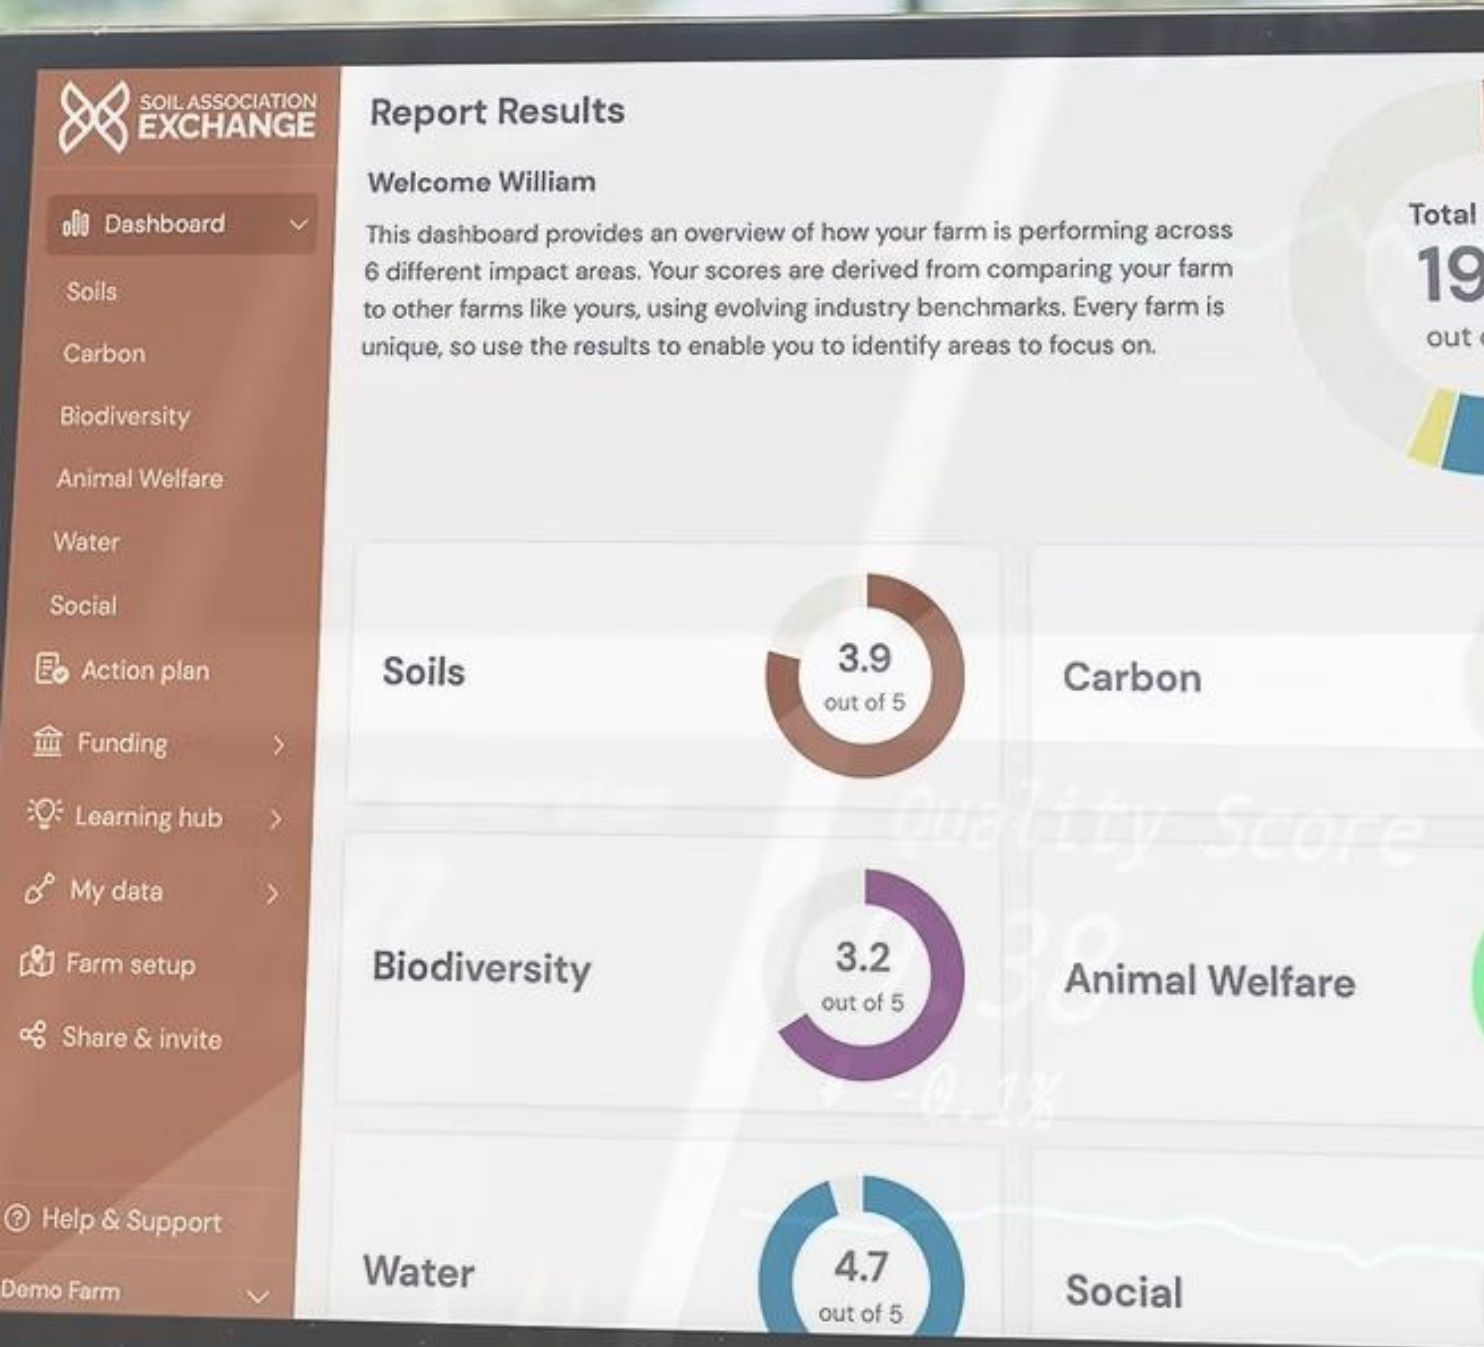 SOIL ASSOCIATION
EXCHANGE
Dashboard
Soils
Carbon
Biodiversity
Animal Welfare
Water
Social
Action plan
Funding
Learning hub
My data
Farm setup
Share & invite
Help & Support
Demo Farm
Report Results
Welcome William
This dashboard provides an overview of how your farm is performing across
6 different impact areas. Your scores are derived from comparing your farm
to other farms like yours, using evolving industry benchmarks. Every farm is
unique, so use the results to enable you to identify areas to focus on.
Total
19
out
Soils
3.9
out of 5
Carbon
Quality Score
38
-0.1%
Biodiversity
3.2
out of 5
Animal Welfare
Water
4.7
out of 5
Social